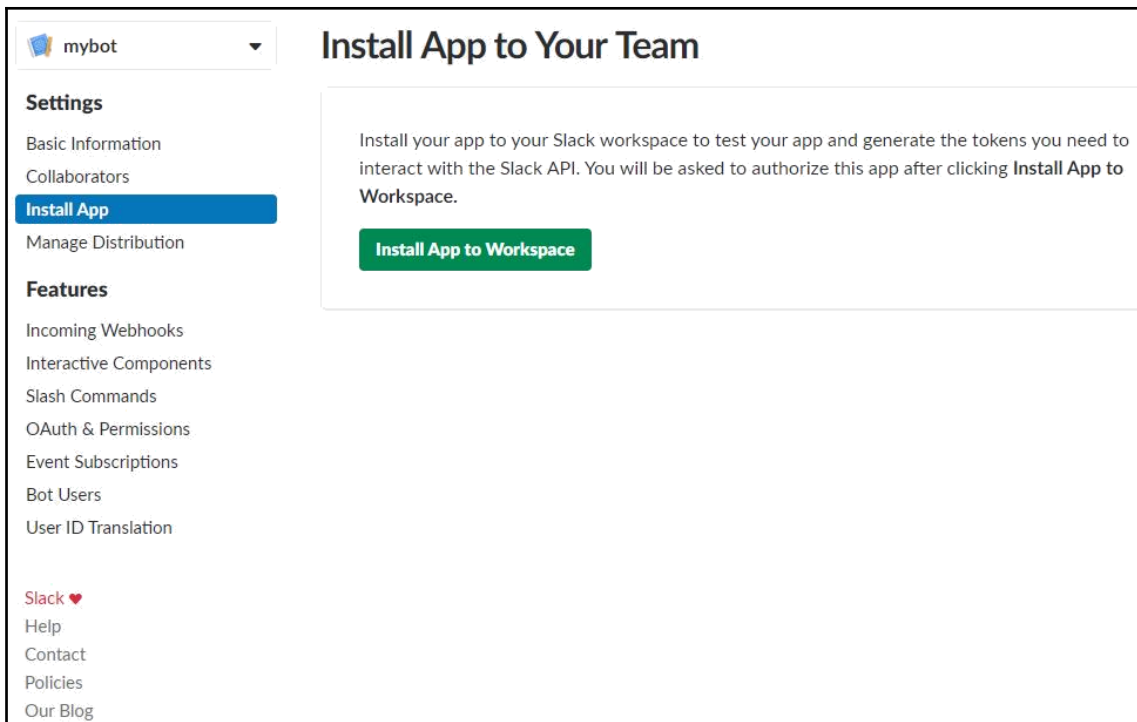 mybot
Settings
Basic Information
Collaborators
Install App
Manage Distribution
Features
Incoming Webhooks
Interactive Components
Slash Commands
OAuth & Permissions
Event Subscriptions
Bot Users
User ID Translation
Slack ❤
Help
Contact
Policies
Our Blog
Install App to Your Team
Install your app to your Slack workspace to test your app and generate the tokens you need to
interact with the Slack API. You will be asked to authorize this app after clicking Install App to
Workspace.
Install App to Workspace